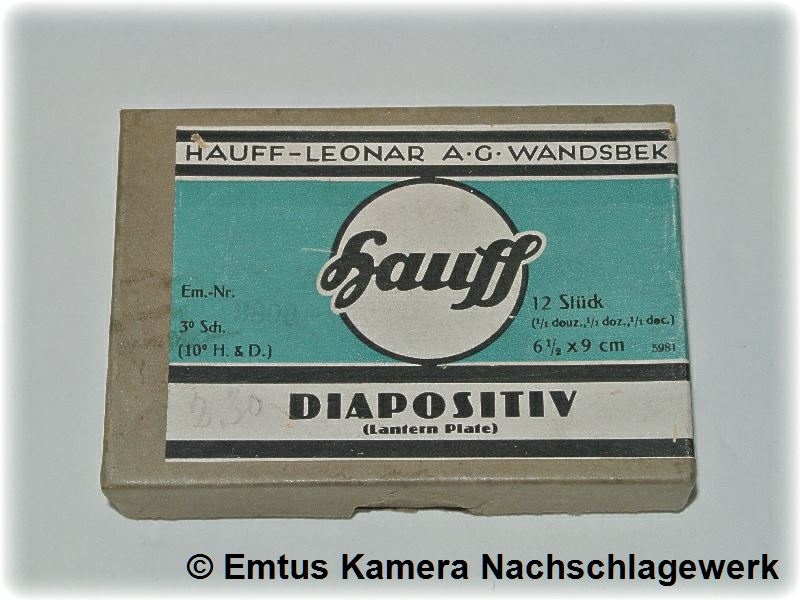 HAUFF-LEONAR A·G·WANDSBEK
Hauff
Em.-Nr.
3° Sch.
(10° H. & D.)
12 Stück
(1/1 douz., 1/1 doz., 1/1 dec.)
6 1/2 x 9 cm 5981
DIAPOSITIV
(Lantern Plate)
© Emtus Kamera Nachschlagewerk